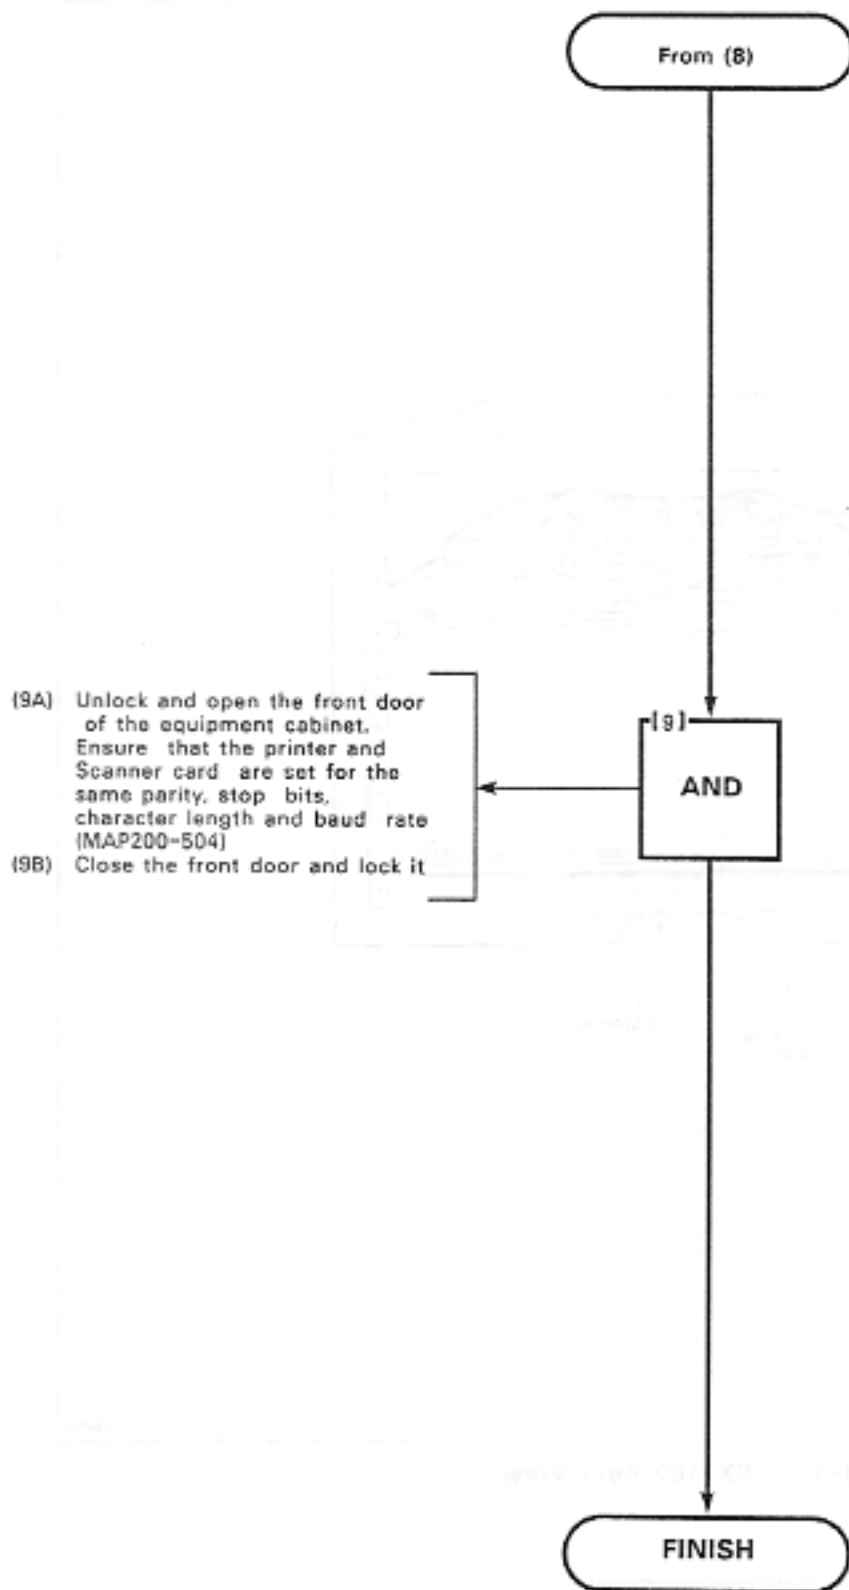 From (8)
(9A) Unlock and open the front door
of the equipment cabinet.
Ensure that the printer and
Scanner card are set for the
same parity, stop bits,
character length and baud rate
(MAP200-504)
(9B) Close the front door and lock it
[9]
AND
FINISH